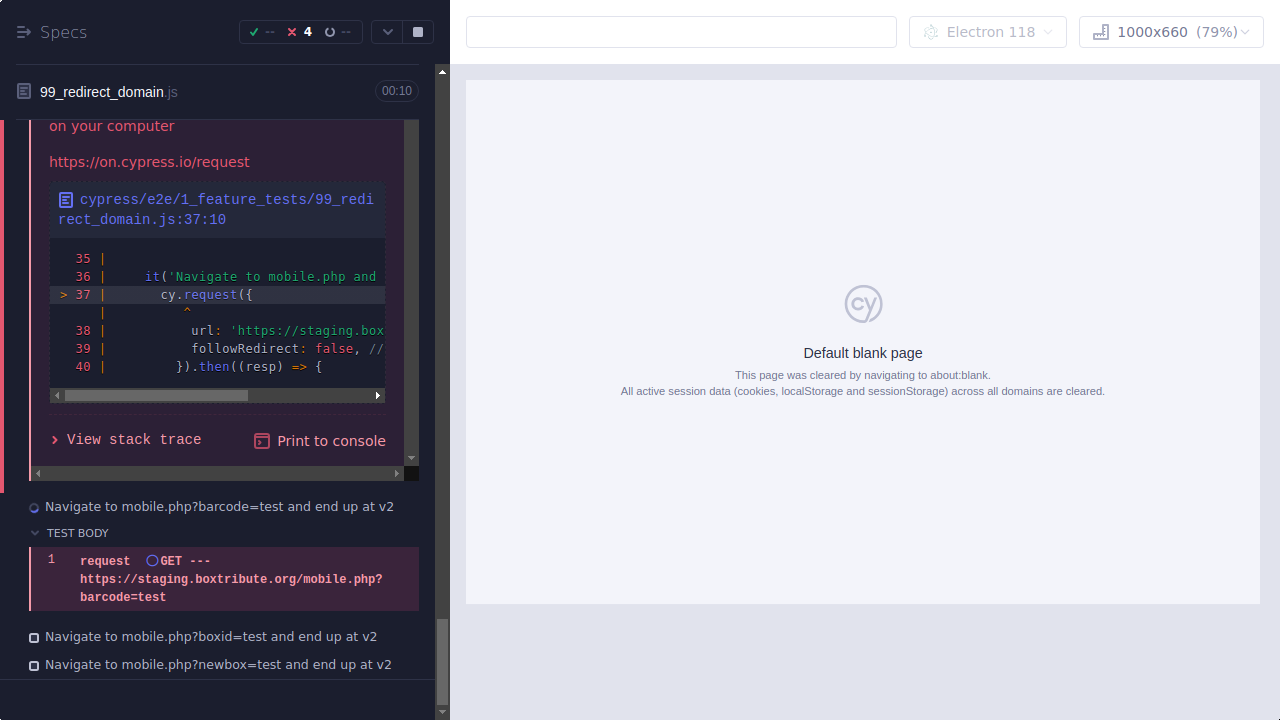 Specs
--
4
--
Electron 118
1000x660 (79%)
99_redirect_domain.js
00:10
on your computer
https://on.cypress.io/request
cypress/e2e/1_feature_tests/99_redi
rect_domain.js:37:10
35 |
36 |     it('Navigate to mobile.php and
> 37 |       cy.request({
|          ^
38 |           url: 'https://staging.box
39 |           followRedirect: false, //
40 |         }).then((resp) => {
View stack trace
Print to console
Navigate to mobile.php?barcode=test and end up at v2
TEST BODY
1 request GET ---
https://staging.boxtribute.org/mobile.php?
barcode=test
Navigate to mobile.php?boxid=test and end up at v2
Navigate to mobile.php?newbox=test and end up at v2
cy
Default blank page
This page was cleared by navigating to about:blank.
All active session data (cookies, localStorage and sessionStorage) across all domains are cleared.